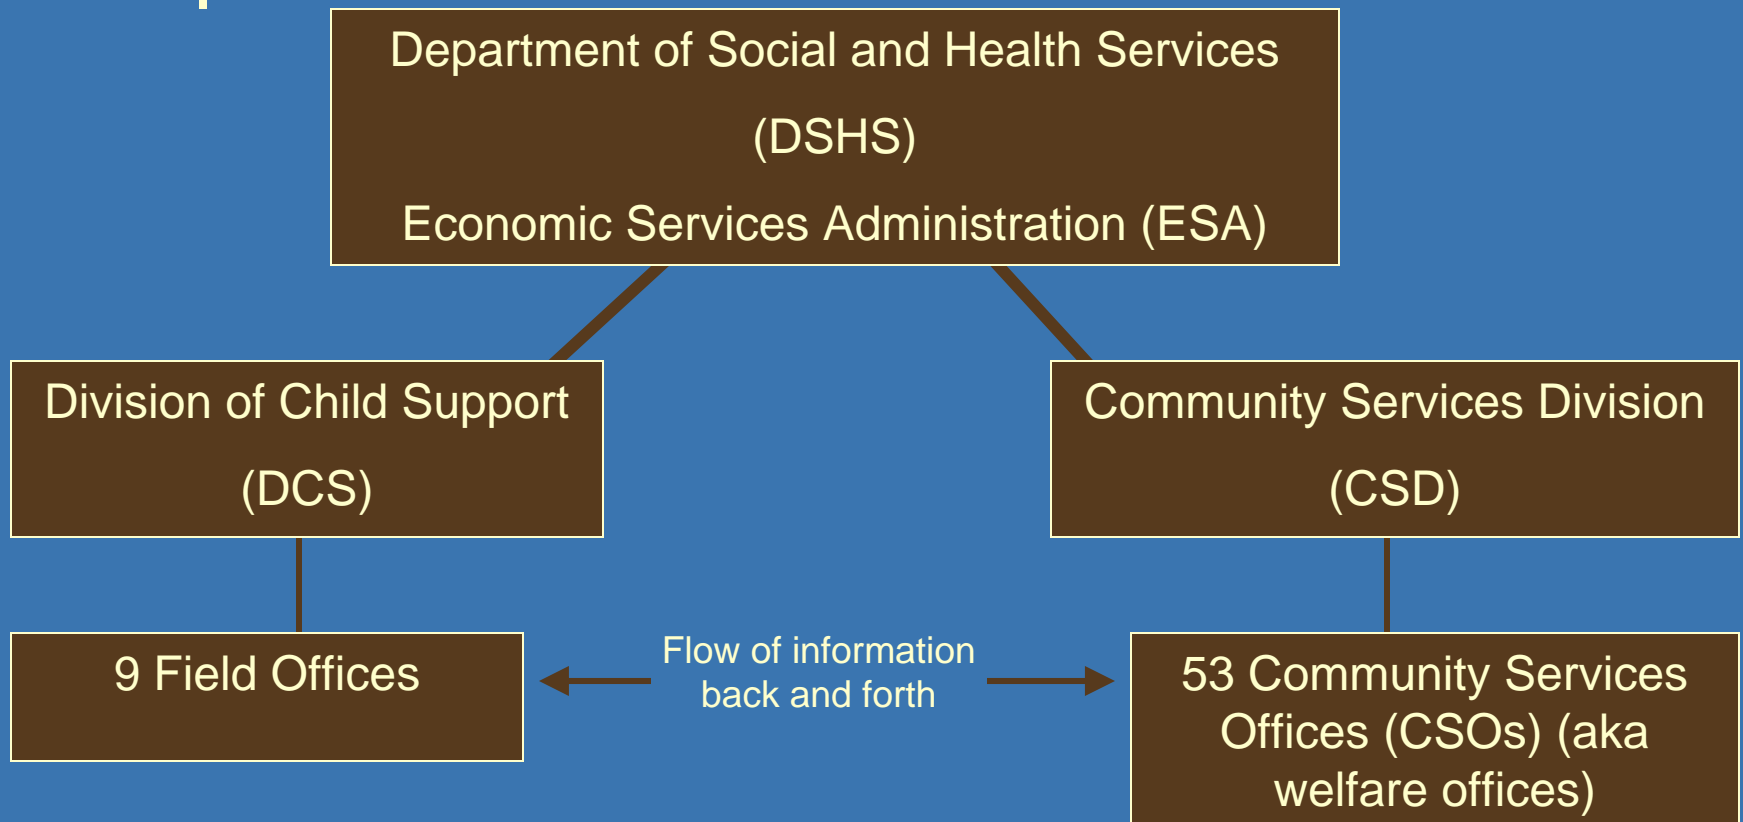 Department of Social and Health Services
(DSHS)
Economic Services Administration (ESA)
Division of Child Support
(DCS)
Community Services Division
(CSD)
9 Field Offices
Flow of information
back and forth
53 Community Services
Offices (CSOs) (aka
welfare offices)